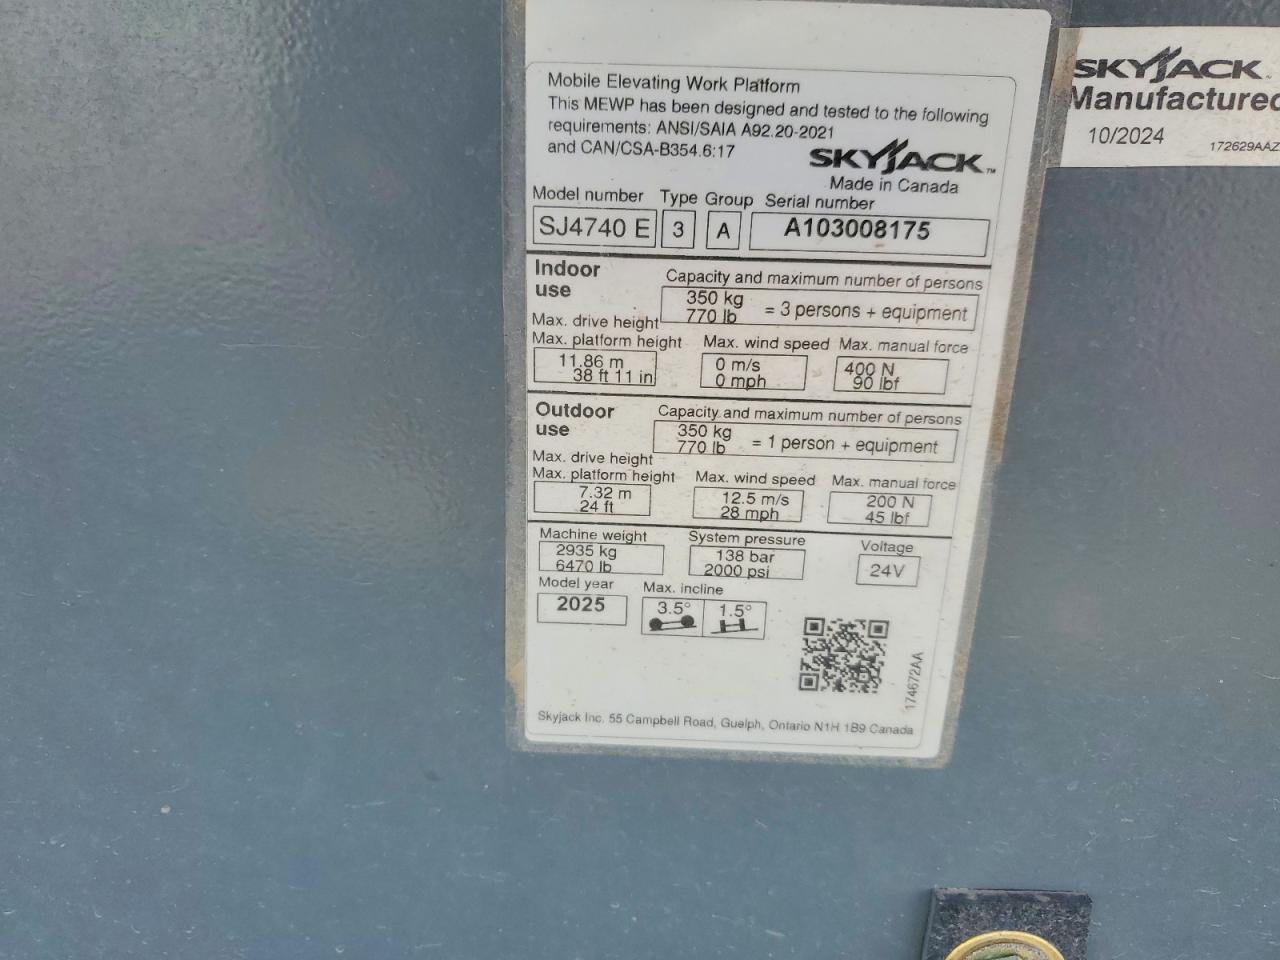 Mobile Elevating Work Platform
This MEWP has been designed and tested to the following
requirements: ANSI/SAIA A92.20-2021
and CAN/CSA-B354.6:17
SKYJACK™
Made in Canada
Model number Type Group Serial number
SJ4740 E 3 A A103008175
Indoor use
Capacity and maximum number of persons
350 kg
770 lb = 3 persons + equipment
Max. drive height
Max. platform height Max. wind speed Max. manual force
11.86 m 0 m/s 400 N
38 ft 11 in 0 mph 90 lbf
Outdoor use
Capacity and maximum number of persons
350 kg
770 lb = 1 person + equipment
Max. drive height
Max. platform height Max. wind speed Max. manual force
7.32 m 12.5 m/s 200 N
24 ft 28 mph 45 lbf
Machine weight System pressure Voltage
2935 kg 138 bar 24V
6470 lb 2000 psi
Model year Max. incline
2025 3.5° 1.5°
174672AA
Skyjack Inc. 55 Campbell Road, Guelph, Ontario N1H 1B9 Canada
SKYJACK™
Manufactured
10/2024 172629AAZ